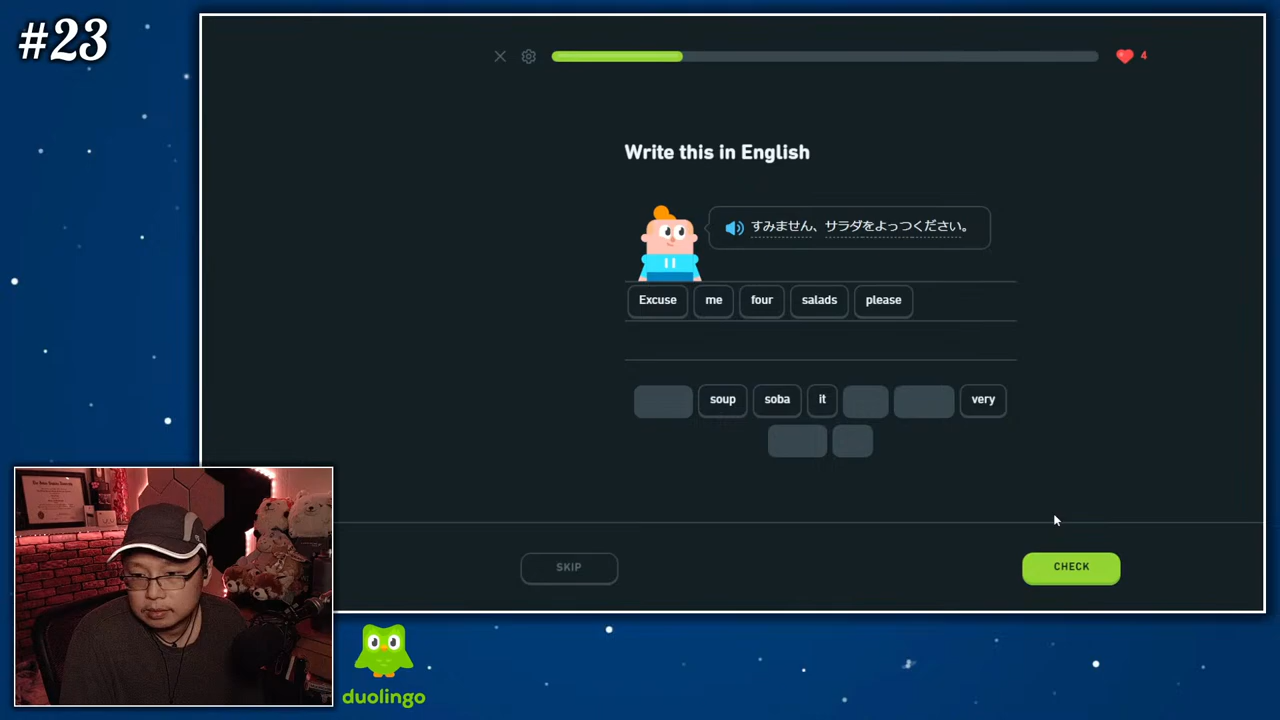 #23
4
Write this in English
すみません、サラダをよっつください。
Excuse me four salads please
soup soba it very
SKIP CHECK
duolingo